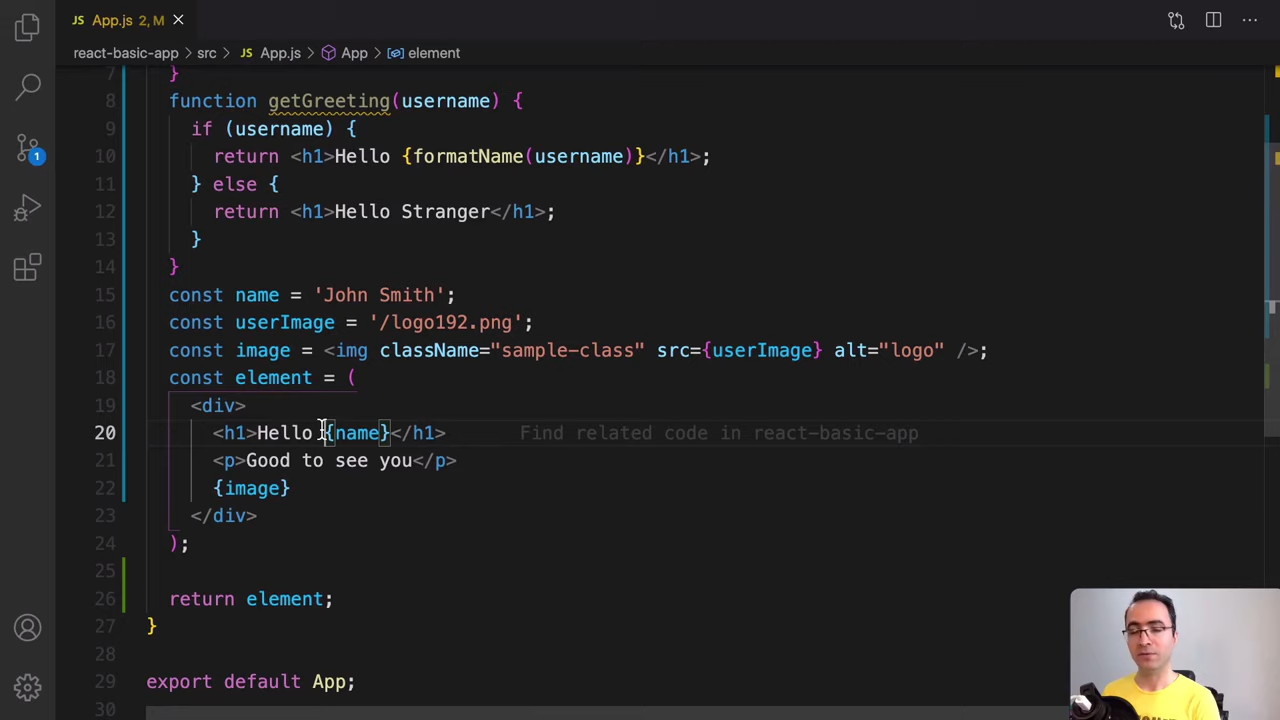 App.js 2, M
react-basic-app > src > App.js > App > element
7 }
8 function getGreeting(username) {
9 if (username) {
10 return <h1>Hello {formatName(username)}</h1>;
11 } else {
12 return <h1>Hello Stranger</h1>;
13 }
14 }
15 const name = 'John Smith';
16 const userImage = '/logo192.png';
17 const image = <img className="sample-class" src={userImage} alt="logo" />;
18 const element = (
19 <div>
20 <h1>Hello {name}</h1> Find related code in react-basic-app
21 <p>Good to see you</p>
22 {image}
23 </div>
24 );
25
26 return element;
27 }
28
29 export default App;
30
1